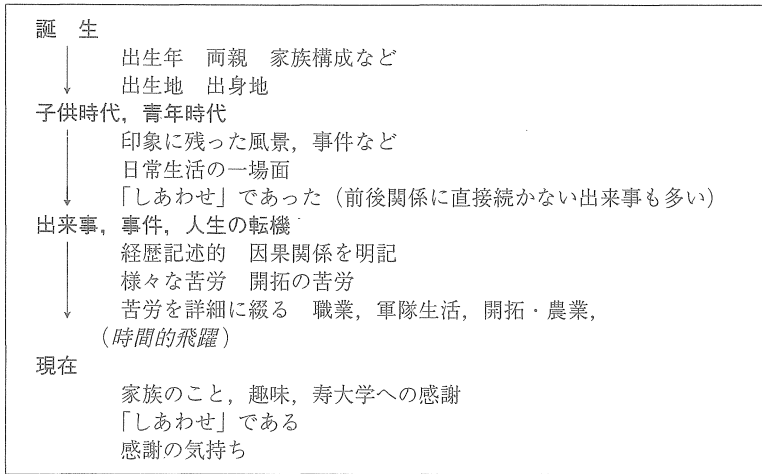 誕　生
出生年　両親　家族構成など
出生地　出身地
子供時代，青年時代
印象に残った風景，事件など
日常生活の一場面
「しあわせ」であった（前後関係に直接続かない出来事も多い）
出来事，事件，人生の転機
経歴記述的　因果関係を明記
様々な苦労　開拓の苦労
苦労を詳細に綴る　職業，軍隊生活，開拓・農業，
（時間的飛躍）
現在
家族のこと，趣味，寿大学への感謝
「しあわせ」である
感謝の気持ち